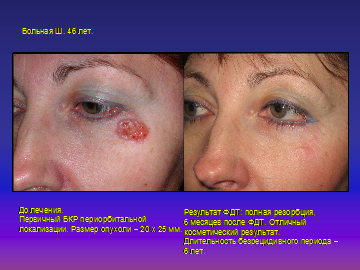 Больная Ш. 46 лет.
До лечения.
Первичный БКР периорбитальной
локализации. Размер опухоли – 20 х 25 мм.
Результат ФДТ: полная резорбция,
6 месяцев после ФДТ. Отличный
косметический результат.
Длительность безрецидивного периода –
6 лет